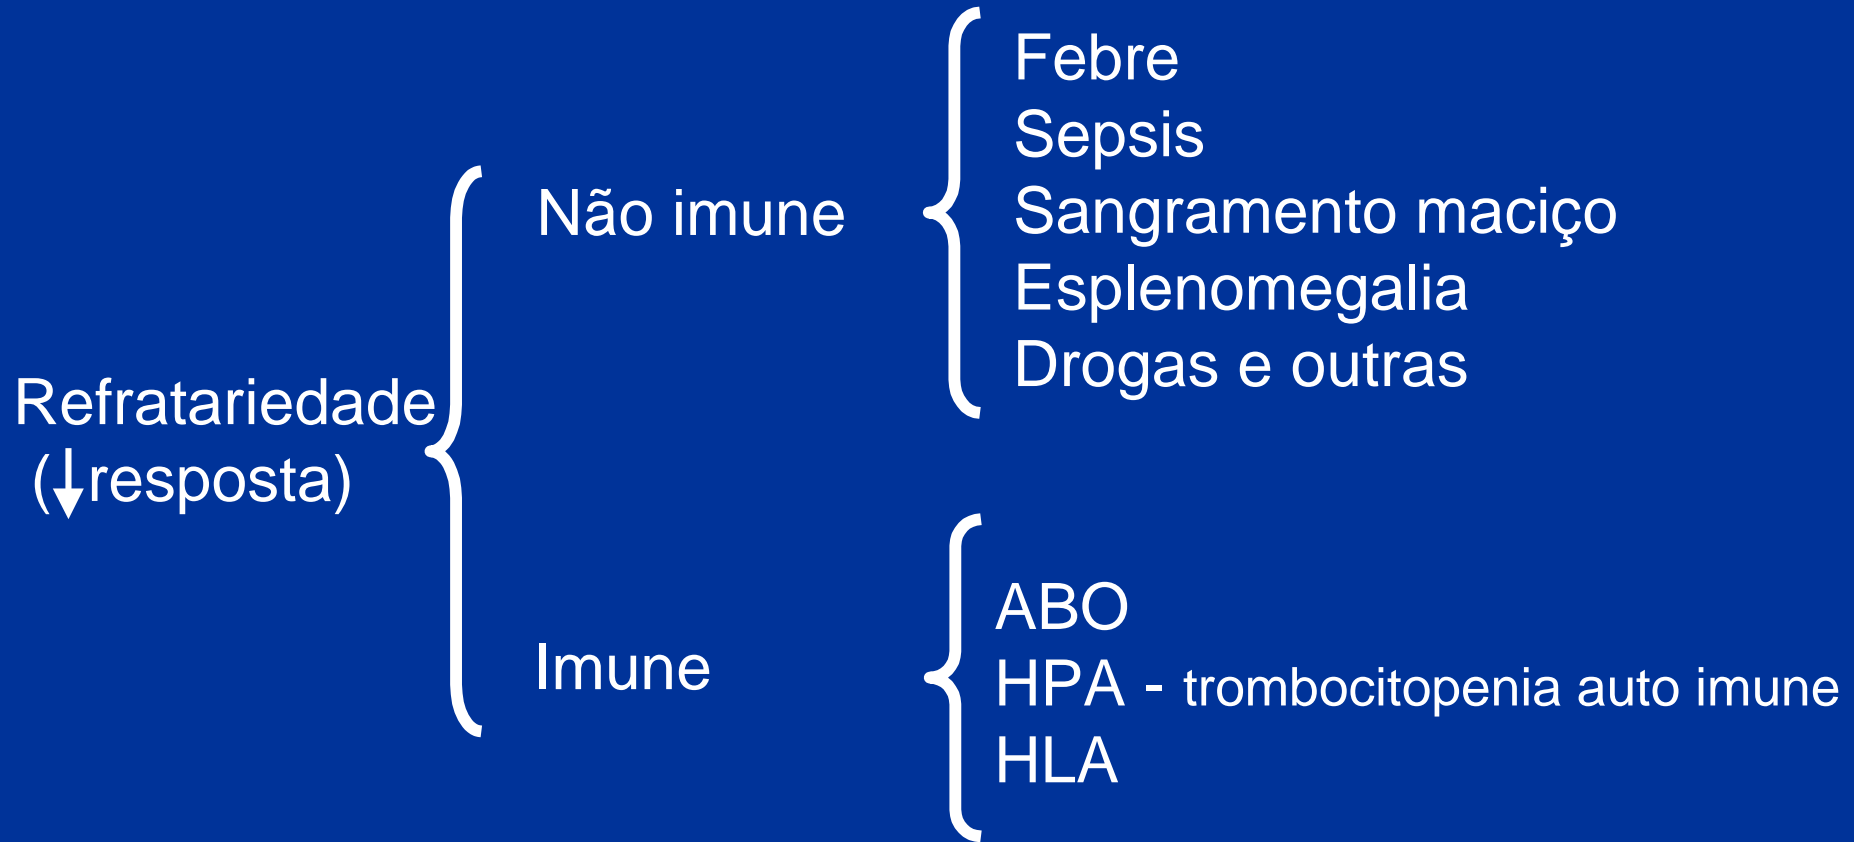 Refratariedade
(↓resposta)
Não imune
Febre
Sepsis
Sangramento maciço
Esplenomegalia
Drogas e outras
Imune
ABO
HPA - trombocitopenia auto imune
HLA